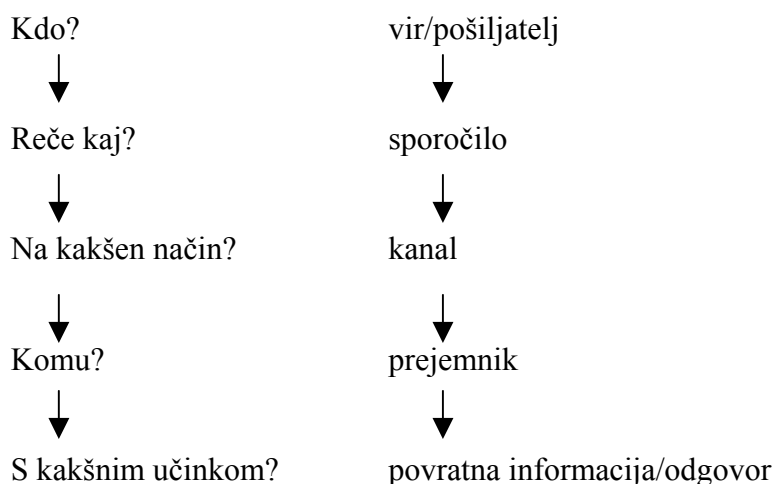 Kdo? vir/pošiljatelj
Reče kaj? sporočilo
Na kakšen način? kanal
Komu? prejemnik
S kakšnim učinkom? povratna informacija/odgovor